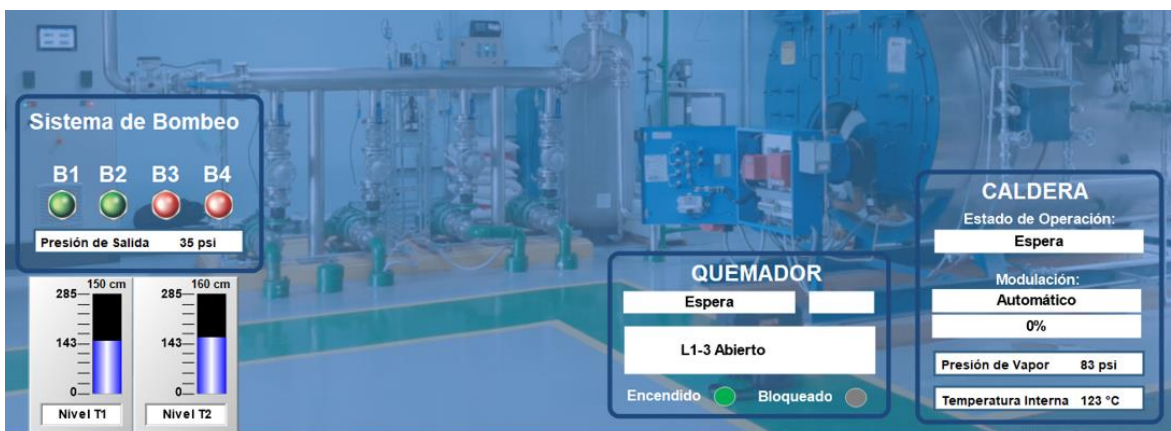 Sistema de Bombeo
B1 B2 B3 B4
Presión de Salida 35 psi
150 cm
285
143
0
Nivel T1
160 cm
285
143
0
Nivel T2
QUEMADOR
Espera
L1-3 Abierto
Encendido Bloqueado
CALDERA
Estado de Operación:
Espera
Modulación:
Automático
0%
Presión de Vapor 83 psi
Temperatura Interna 123 °C